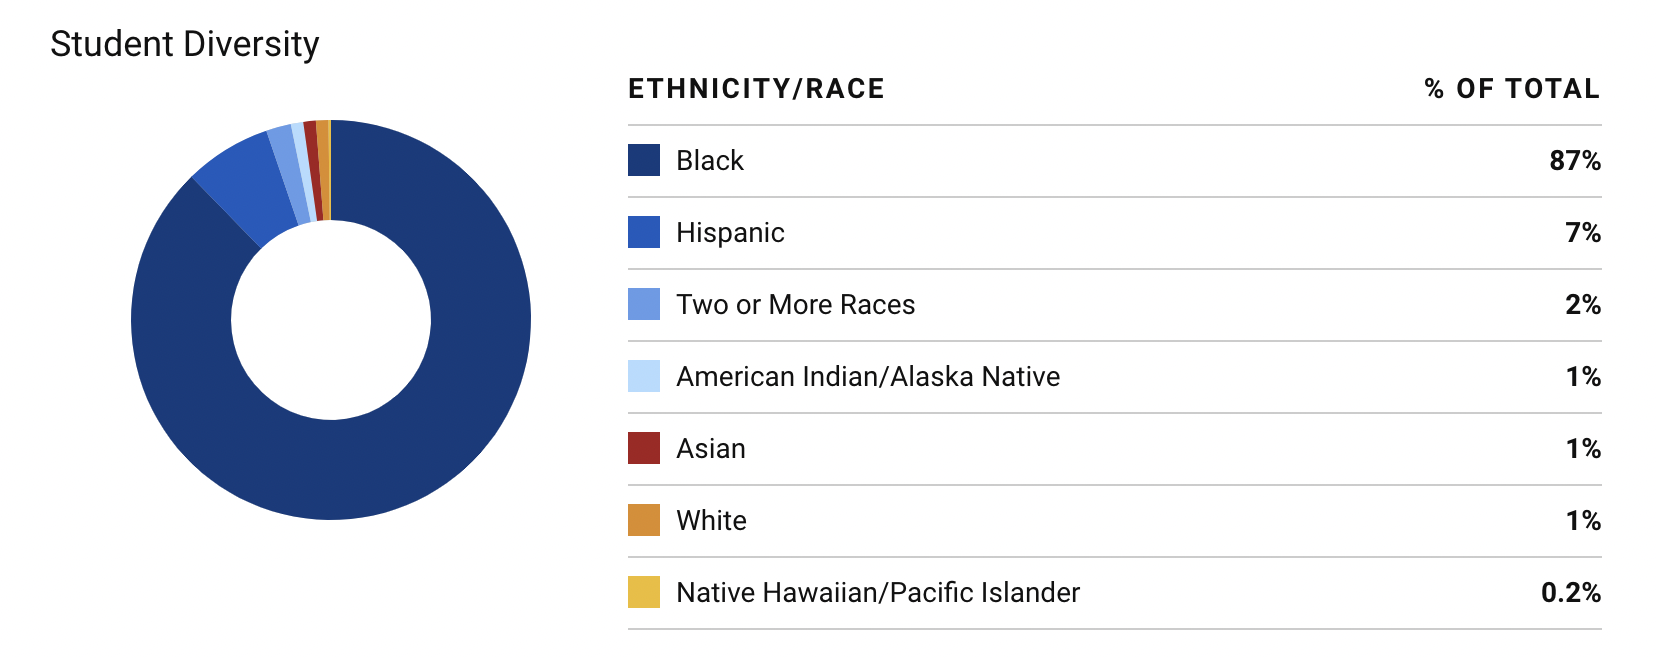 Student Diversity
ETHNICITY/RACE % OF TOTAL
Black 87%
Hispanic 7%
Two or More Races 2%
American Indian/Alaska Native 1%
Asian 1%
White 1%
Native Hawaiian/Pacific Islander 0.2%